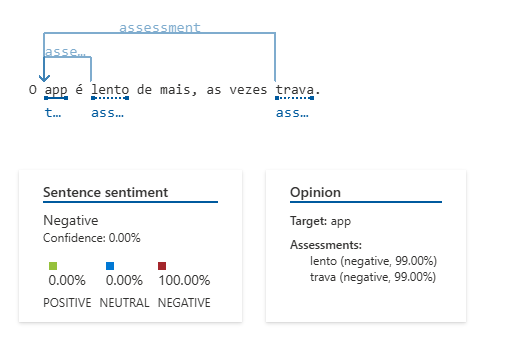 assessment
asse…
O app é lento de mais, as vezes trava.
t… ass… ass…
Sentence sentiment
Negative
Confidence: 0.00%
0.00% 0.00% 100.00%
POSITIVE NEUTRAL NEGATIVE
Opinion
Target: app
Assessments:
lento (negative, 99.00%)
trava (negative, 99.00%)